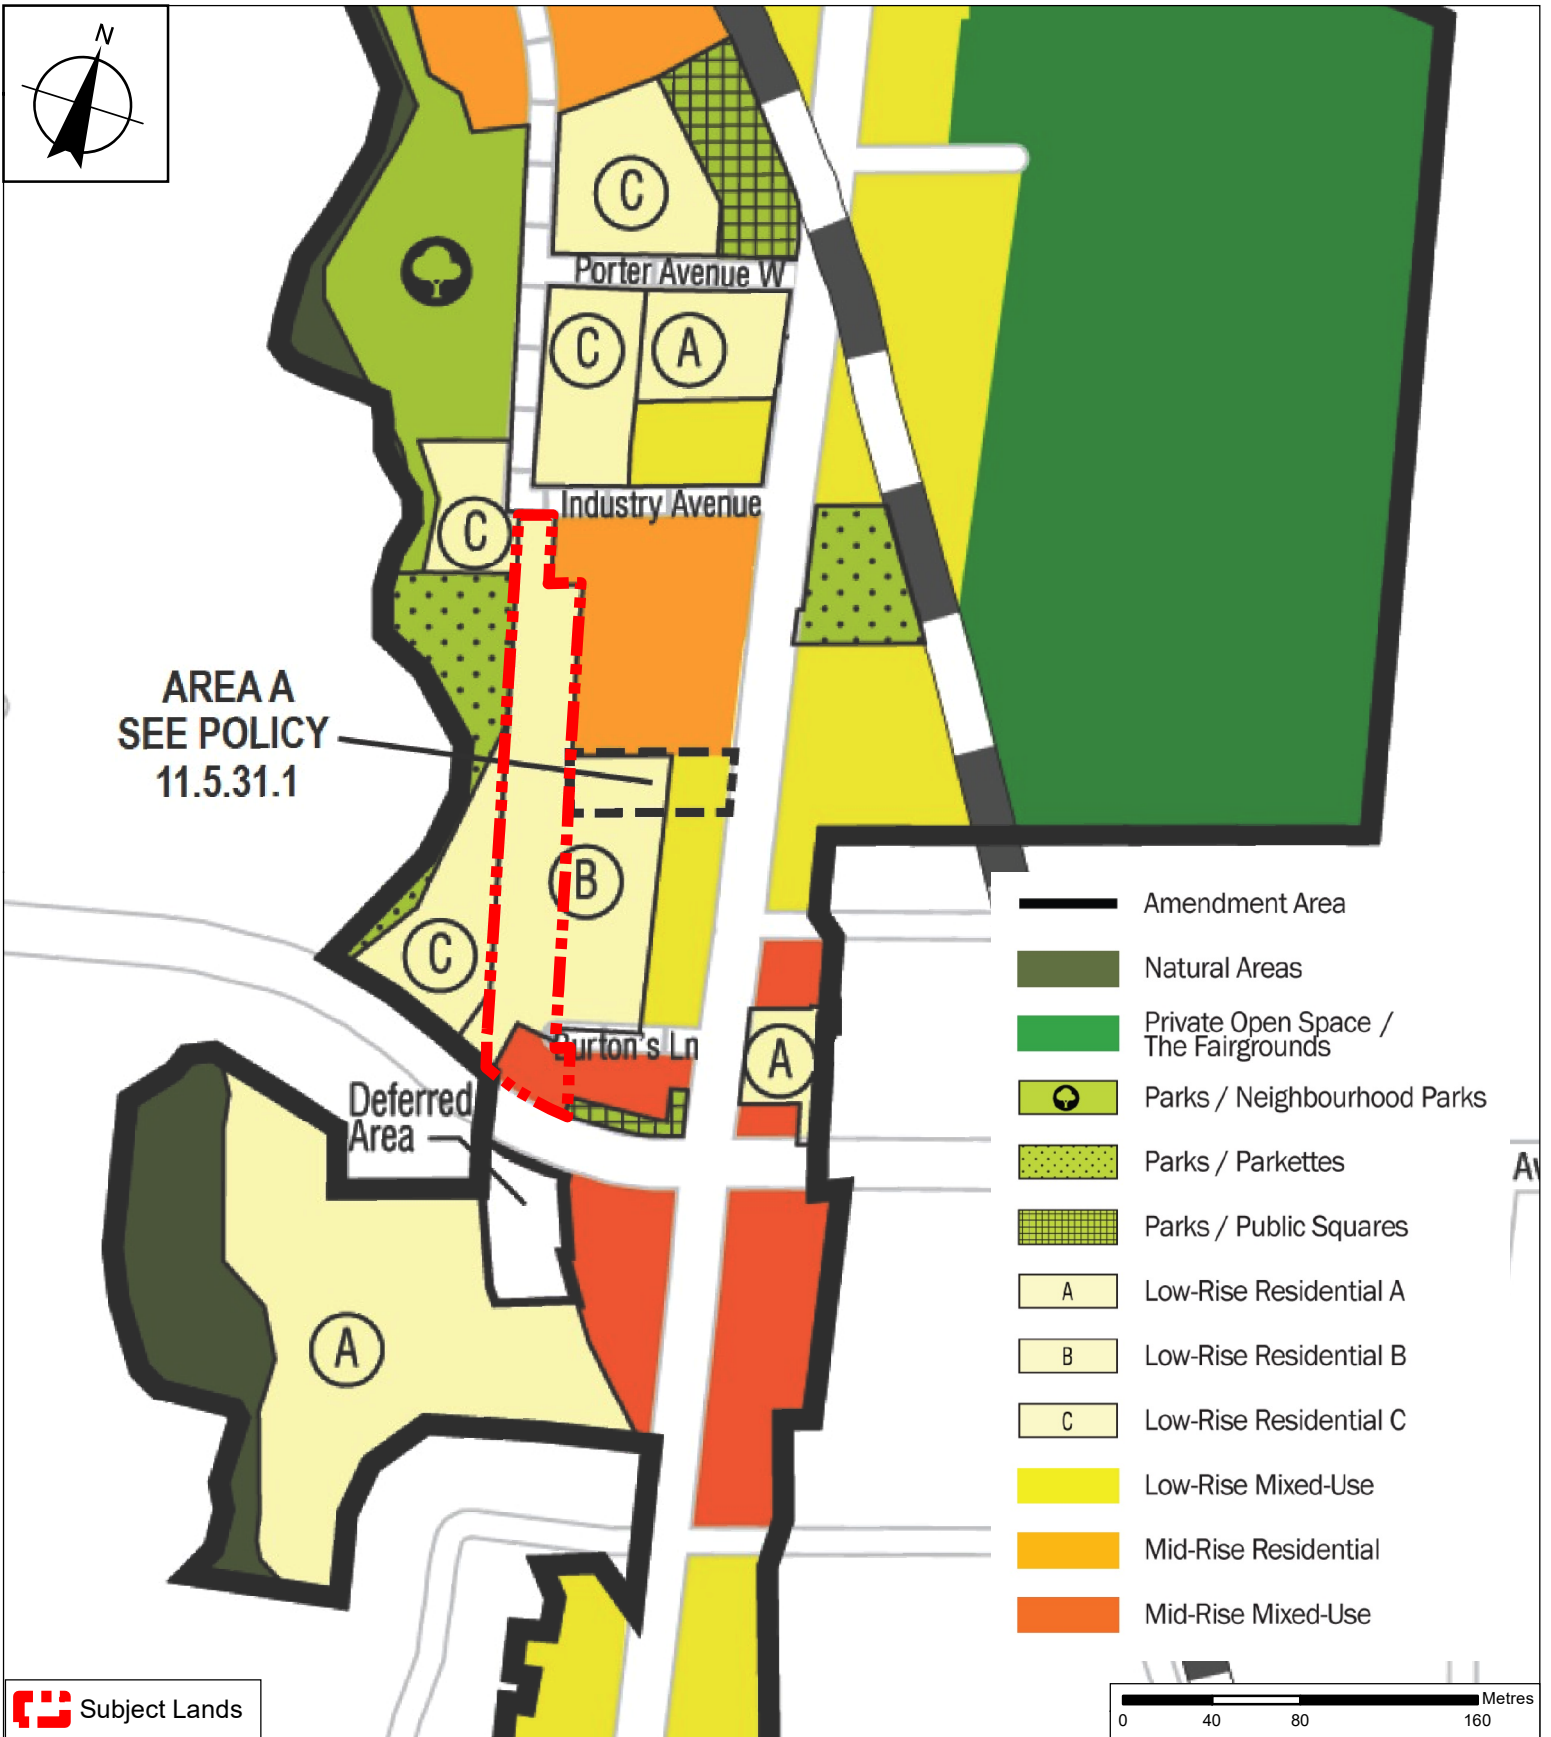 N
C
Porter Avenue W
C
A
Industry Avenue
C
AREA A
SEE POLICY
11.5.31.1
B
C
Burton's Ln
A
Deferred
Area
A
Amendment Area
Natural Areas
Private Open Space /
The Fairgrounds
Parks / Neighbourhood Parks
Parks / Parkettes
Parks / Public Squares
A Low-Rise Residential A
B Low-Rise Residential B
C Low-Rise Residential C
Low-Rise Mixed-Use
Mid-Rise Residential
Mid-Rise Mixed-Use
Subject Lands
Metres
0 40 80 160